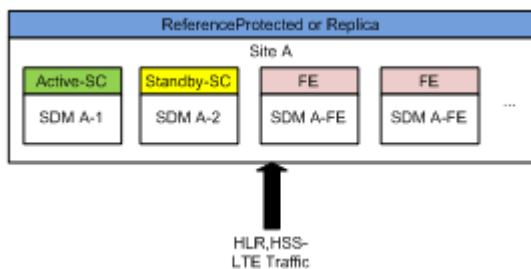 ReferenceProtected or Replica
Site A
Active-SC
Standby-SC
FE
FE
SDM A-1
SDM A-2
SDM A-FE
SDM A-FE
...
HLR,HSS-
LTE Traffic